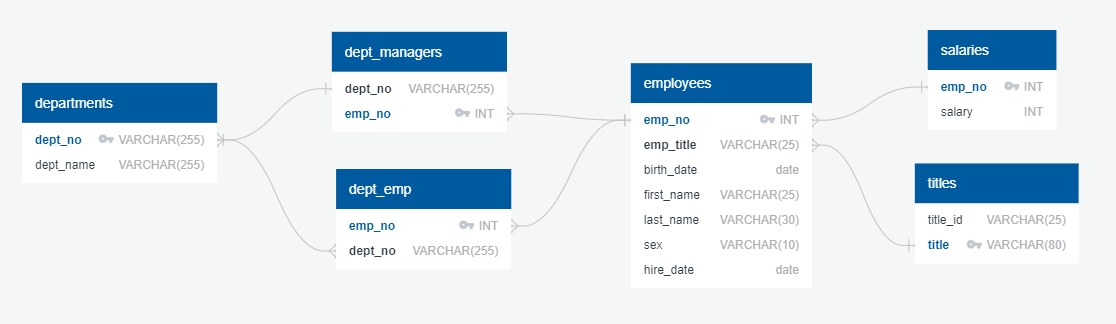 departments
dept_no VARCHAR(255)
dept_name VARCHAR(255)
dept_managers
dept_no VARCHAR(255)
emp_no INT
dept_emp
emp_no INT
dept_no VARCHAR(255)
employees
emp_no INT
emp_title VARCHAR(25)
birth_date date
first_name VARCHAR(25)
last_name VARCHAR(30)
sex VARCHAR(10)
hire_date date
salaries
emp_no INT
salary INT
titles
title_id VARCHAR(25)
title VARCHAR(80)